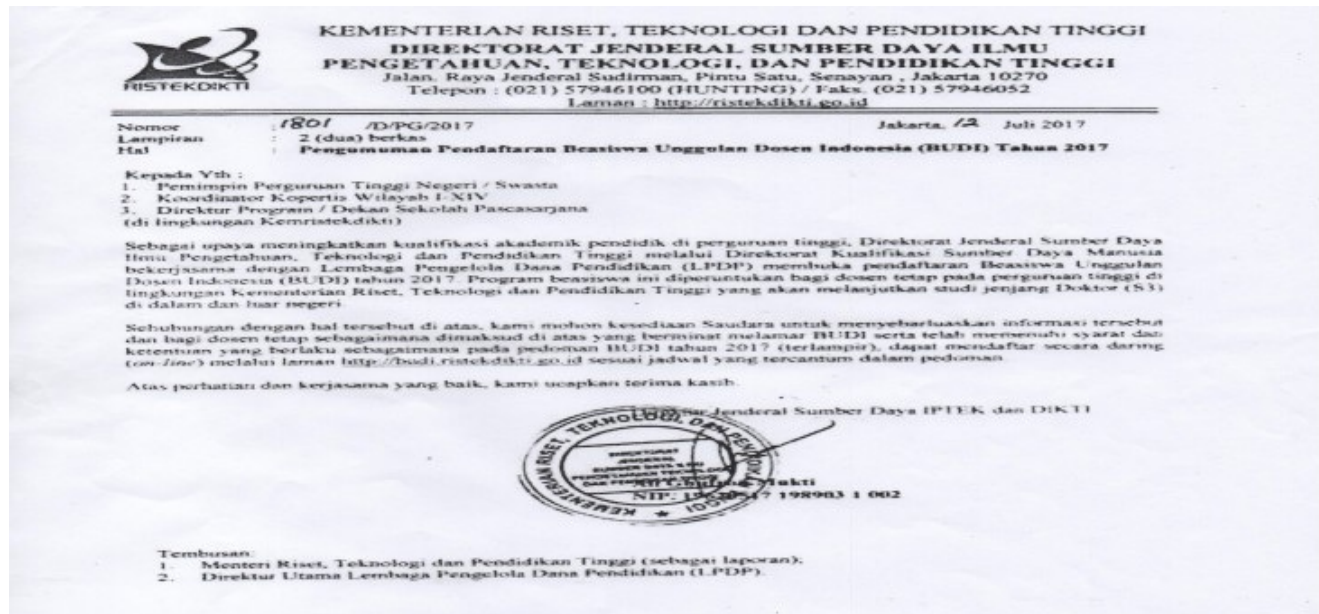 KEMENTERIAN RISET, TEKNOLOGI DAN PENDIDIKAN TINGGI
DIREKTORAT JENDERAL SUMBER DAYA ILMU
PENGETAHUAN, TEKNOLOGI, DAN PENDIDIKAN TINGGI
Jalan. Raya Jenderal Sudirman, Pintu Satu, Senayan , Jakarta 10270
Telepon : (021) 57946100 (HUNTING) / Faks. (021) 57946052
Laman : http://ristekdikti.go.id
RISTEKDIKTI
Nomor : 1801 /D/PG/2017 Jakarta, 12 Juli 2017
Lampiran : 2 (dua) berkas
Hal : Pengumuman Pendaftaran Beasiswa Unggulan Dosen Indonesia (BUDI) Tahun 2017
Kepada Yth :
1. Pemimpin Perguruan Tinggi Negeri / Swasta
2. Koordinator Kopertis Wilayah I-XIV
3. Direktur Program / Dekan Sekolah Pascasarjana
(di lingkungan Kemristekdikti)
Sebagai upaya meningkatkan kualifikasi akademik pendidik di perguruan tinggi, Direktorat Jenderal Sumber Daya
Ilmu Pengetahuan, Teknologi dan Pendidikan Tinggi melalui Direktorat Kualifikasi Sumber Daya Manusia
bekerjasama dengan Lembaga Pengelola Dana Pendidikan (LPDP) membuka pendaftaran Beasiswa Unggulan
Dosen Indonesia (BUDI) tahun 2017. Program beasiswa ini diperuntukan bagi dosen tetap pada perguruan tinggi di
lingkungan Kementerian Riset, Teknologi dan Pendidikan Tinggi yang akan melanjutkan studi jenjang Doktor (S3)
di dalam dan luar negeri.
Sehubungan dengan hal tersebut di atas, kami mohon kesediaan Saudara untuk menyebarluaskan informasi tersebut
dan bagi dosen tetap sebagaimana dimaksud di atas yang berminat melamar BUDI serta telah memenuhi syarat dan
ketentuan yang berlaku sebagaimana pada pedoman BUDI tahun 2017 (terlampir), dapat mendaftar secara daring
(on-line) melalui laman http://budi.ristekdikti.go.id sesuai jadwal yang tercantum dalam pedoman.
Atas perhatian dan kerjasama yang baik, kami ucapkan terima kasih.
Jenderal Sumber Daya IPTEK dan DIKTI
KEMENTERIAN RISET, TEKNOLOGI, DAN PENDIDIKAN TINGGI
DIREKTORAT
JENDERAL
Mukti
NIP. 198903 1 002
Tembusan:
1. Menteri Riset, Teknologi dan Pendidikan Tinggi (sebagai laporan);
2. Direktur Utama Lembaga Pengelola Dana Pendidikan (LPDP).